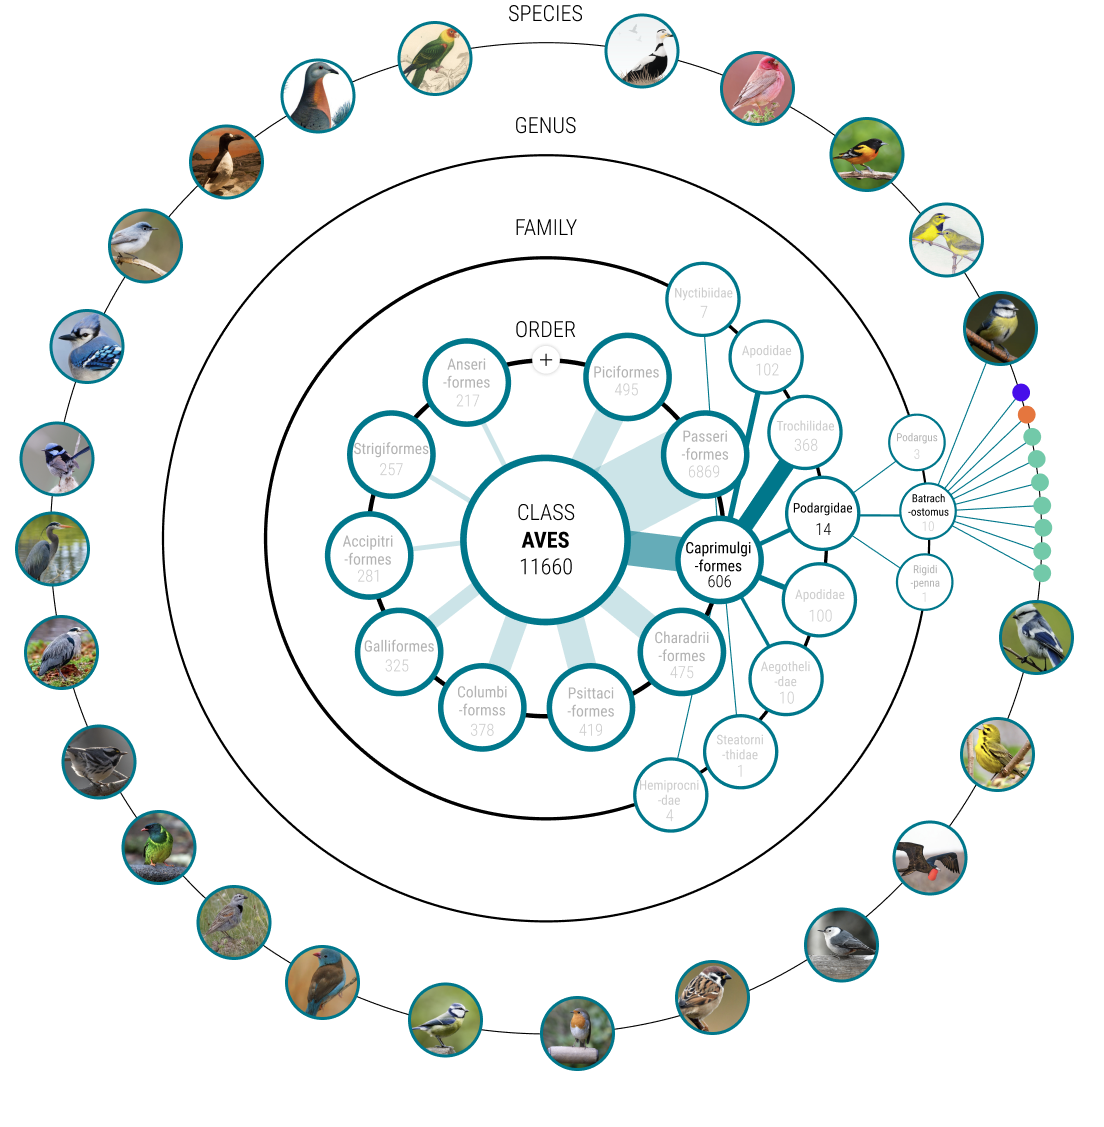 SPECIES
GENUS
FAMILY
ORDER
+
Nyctibiidae
7
Apodidae
102
Trochilidae
368
Podargidae
14
Apodidae
100
Aegotheli
-dae
10
Steatorni
-thidae
1
Hemiprocni
-dae
4
Anseri
-formes
217
Piciformes
495
Strigiformes
257
Passeri
-formes
6869
Accipitri
-formes
281
CLASS
AVES
11660
Caprimulgi
-formes
606
Galliformes
325
Charadrii
-formes
475
Columbi
-formss
378
Psittaci
-formes
419
Podargus
3
Batrach
-ostomus
10
Rigidi
-penna
1